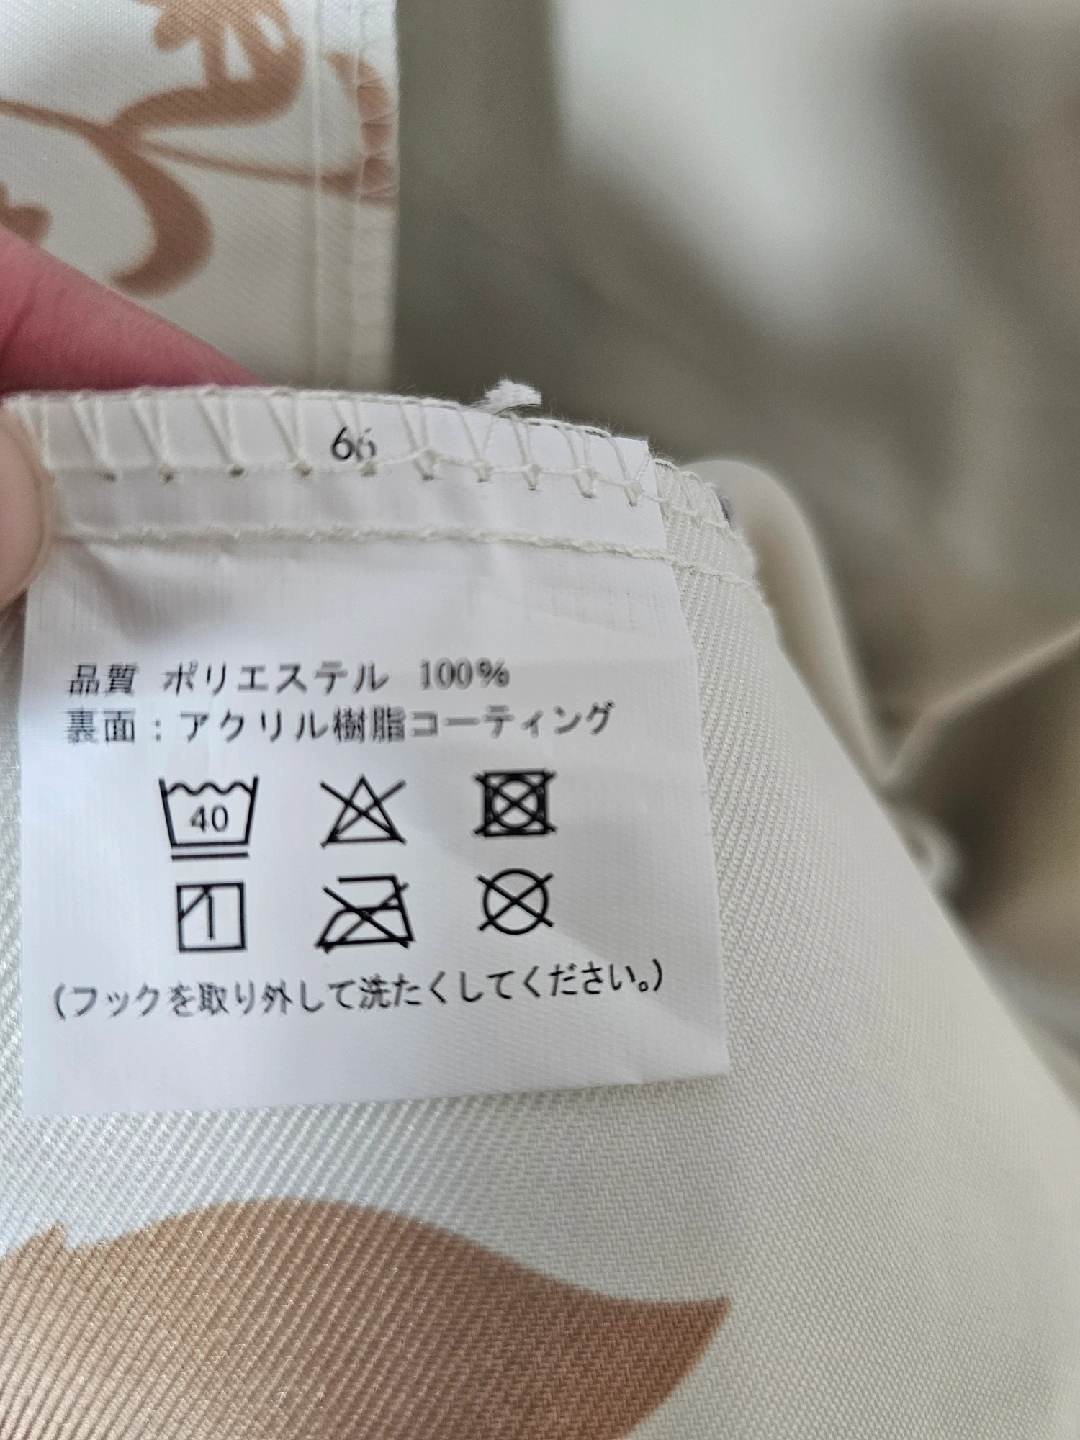 66
品質 ポリエステル 100%
裏面：アクリル樹脂コーティング
40
(フックを取り外して洗たくしてください。)